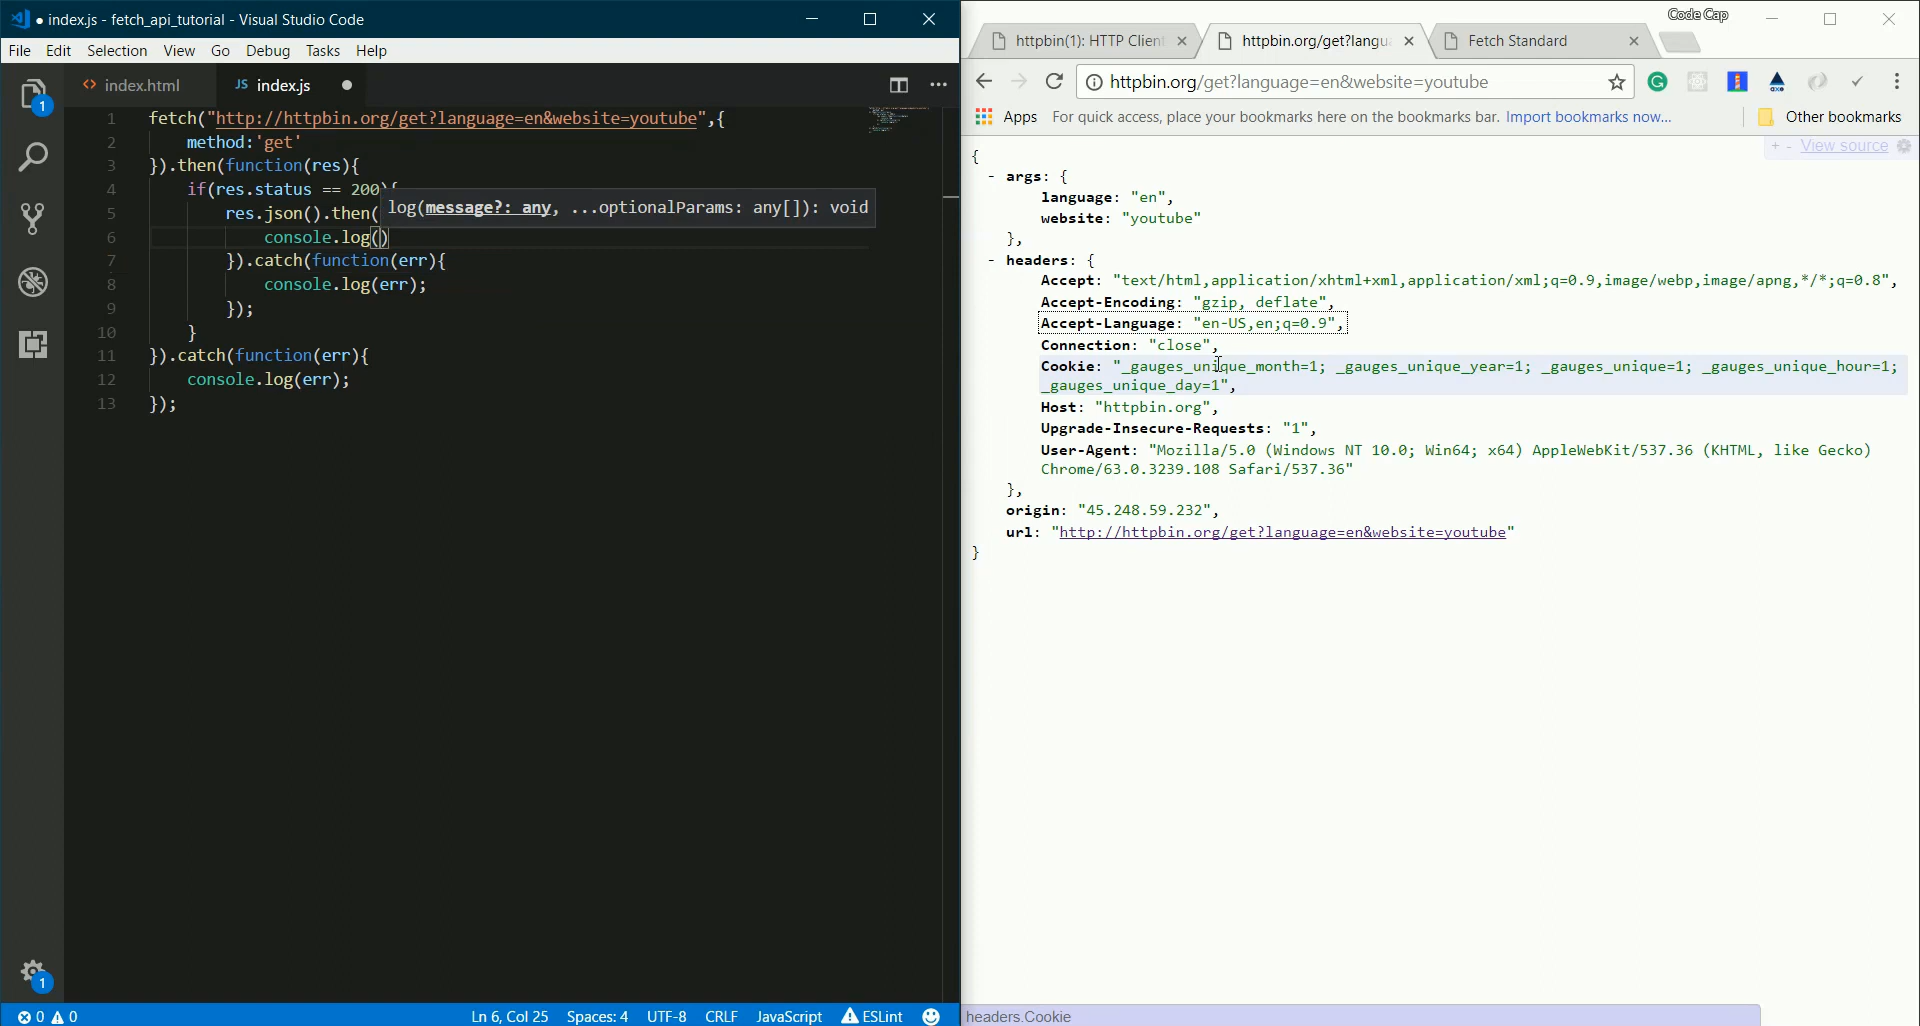 ● index.js - fetch_api_tutorial - Visual Studio Code
File Edit Selection View Go Debug Tasks Help
<> index.html
JS index.js ●
1 fetch("http://httpbin.org/get?language=en&website=youtube",{
2 method:'get'
3 }).then(function(res){
4 if(res.status == 200){
5 res.json().then(
log(message?: any, ...optionalParams: any[]): void
6 console.log()
7 }).catch(function(err){
8 console.log(err);
9 });
10 }
11 }).catch(function(err){
12 console.log(err);
13 });
1
1
0 0
Ln 6, Col 25 Spaces: 4 UTF-8 CRLF JavaScript ESLint
Code Cap
httpbin(1): HTTP Client
httpbin.org/get?langu
Fetch Standard
httpbin.org/get?language=en&website=youtube
Apps For quick access, place your bookmarks here on the bookmarks bar. Import bookmarks now... Other bookmarks
+ - View source
{
- args: {
language: "en",
website: "youtube"
},
- headers: {
Accept: "text/html,application/xhtml+xml,application/xml;q=0.9,image/webp,image/apng,*/*;q=0.8",
Accept-Encoding: "gzip, deflate",
Accept-Language: "en-US,en;q=0.9",
Connection: "close",
Cookie: "_gauges_unique_month=1; _gauges_unique_year=1; _gauges_unique=1; _gauges_unique_hour=1;
_gauges_unique_day=1",
Host: "httpbin.org",
Upgrade-Insecure-Requests: "1",
User-Agent: "Mozilla/5.0 (Windows NT 10.0; Win64; x64) AppleWebKit/537.36 (KHTML, like Gecko)
Chrome/63.0.3239.108 Safari/537.36"
},
origin: "45.248.59.232",
url: "http://httpbin.org/get?language=en&website=youtube"
}
headers.Cookie